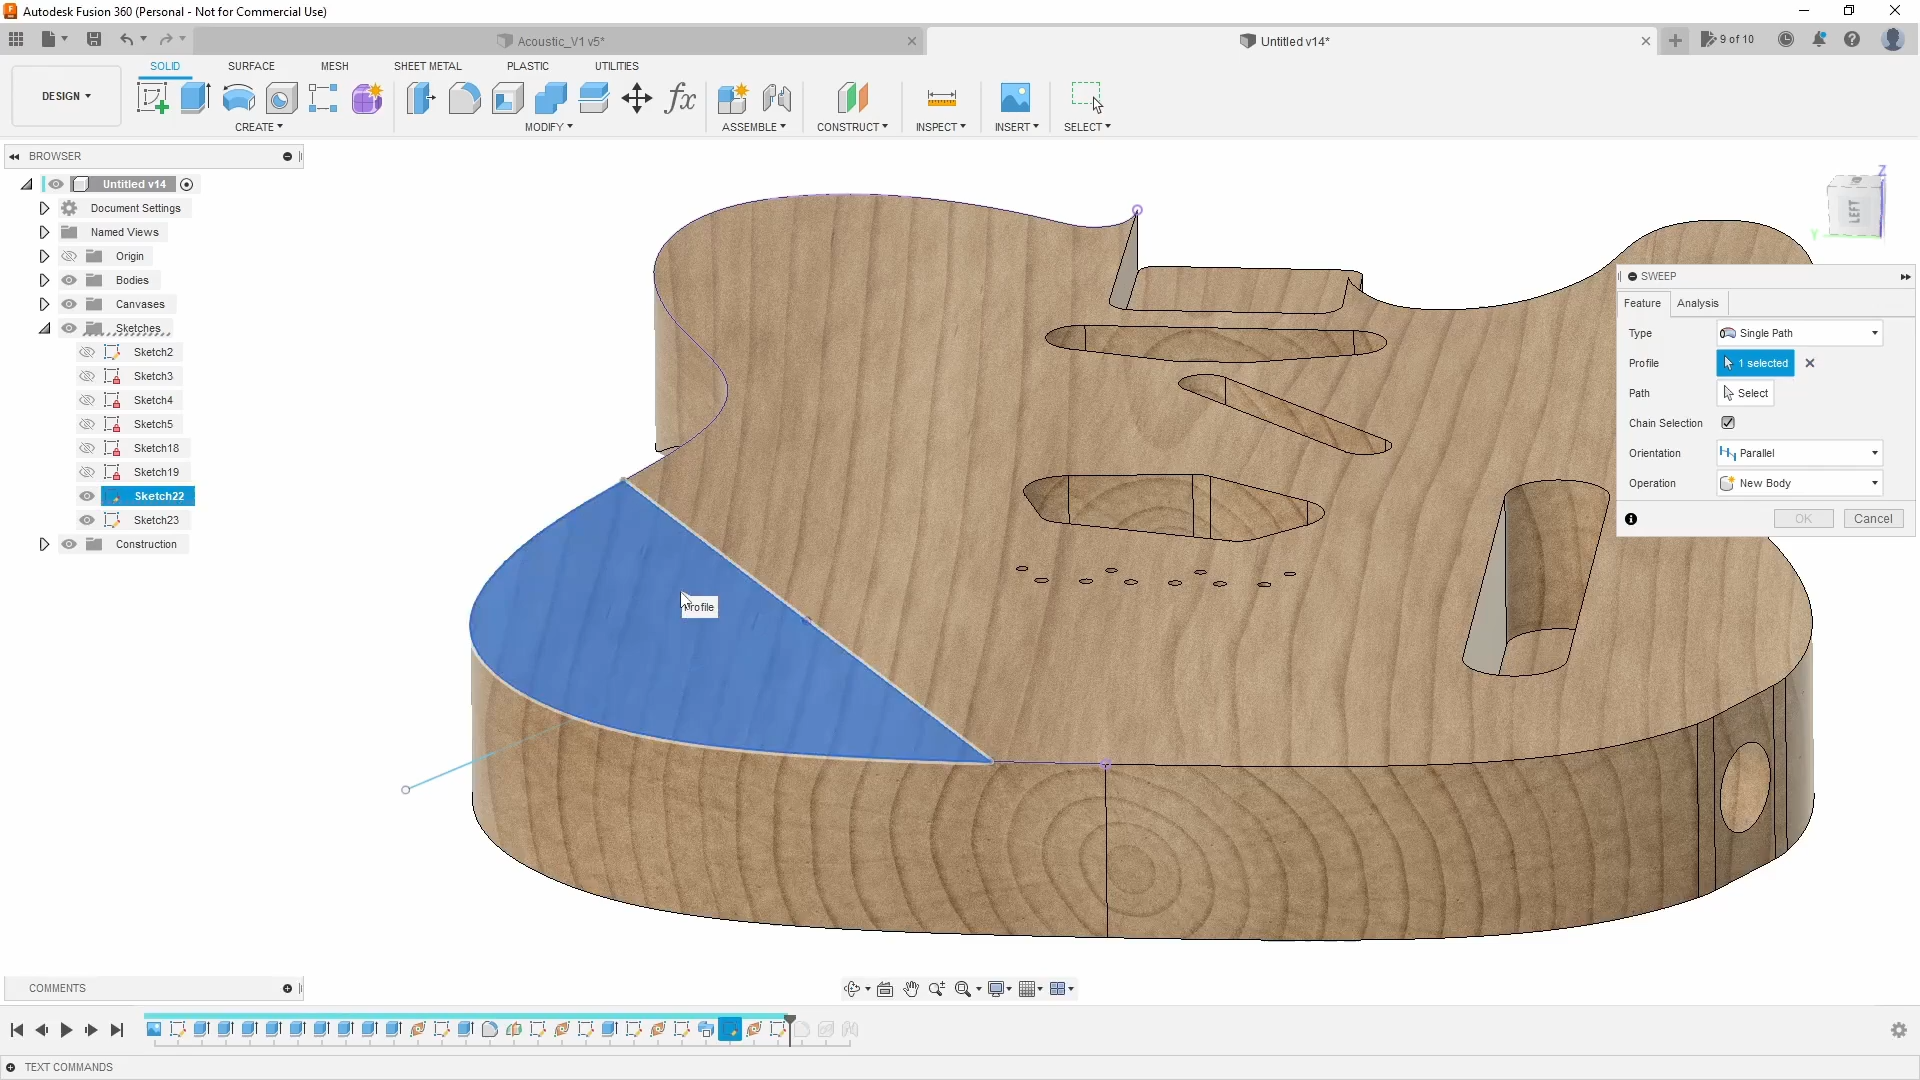 Autodesk Fusion 360 (Personal - Not for Commercial Use)
Acoustic_V1 v5*
Untitled v14*
9 of 10
DESIGN
SOLID
SURFACE
MESH
SHEET METAL
PLASTIC
UTILITIES
fx
CREATE
MODIFY
ASSEMBLE
CONSTRUCT
INSPECT
INSERT
SELECT
BROWSER
Untitled v14
Document Settings
Named Views
Origin
Bodies
Canvases
Sketches
Sketch2
Sketch3
Sketch4
Sketch5
Sketch18
Sketch19
Sketch22
Sketch23
Construction
Z
LEFT
Y
SWEEP
Feature
Analysis
Type
Single Path
Profile
1 selected
Path
Select
Chain Selection
Orientation
Parallel
Operation
New Body
OK
Cancel
rofile
COMMENTS
TEXT COMMANDS